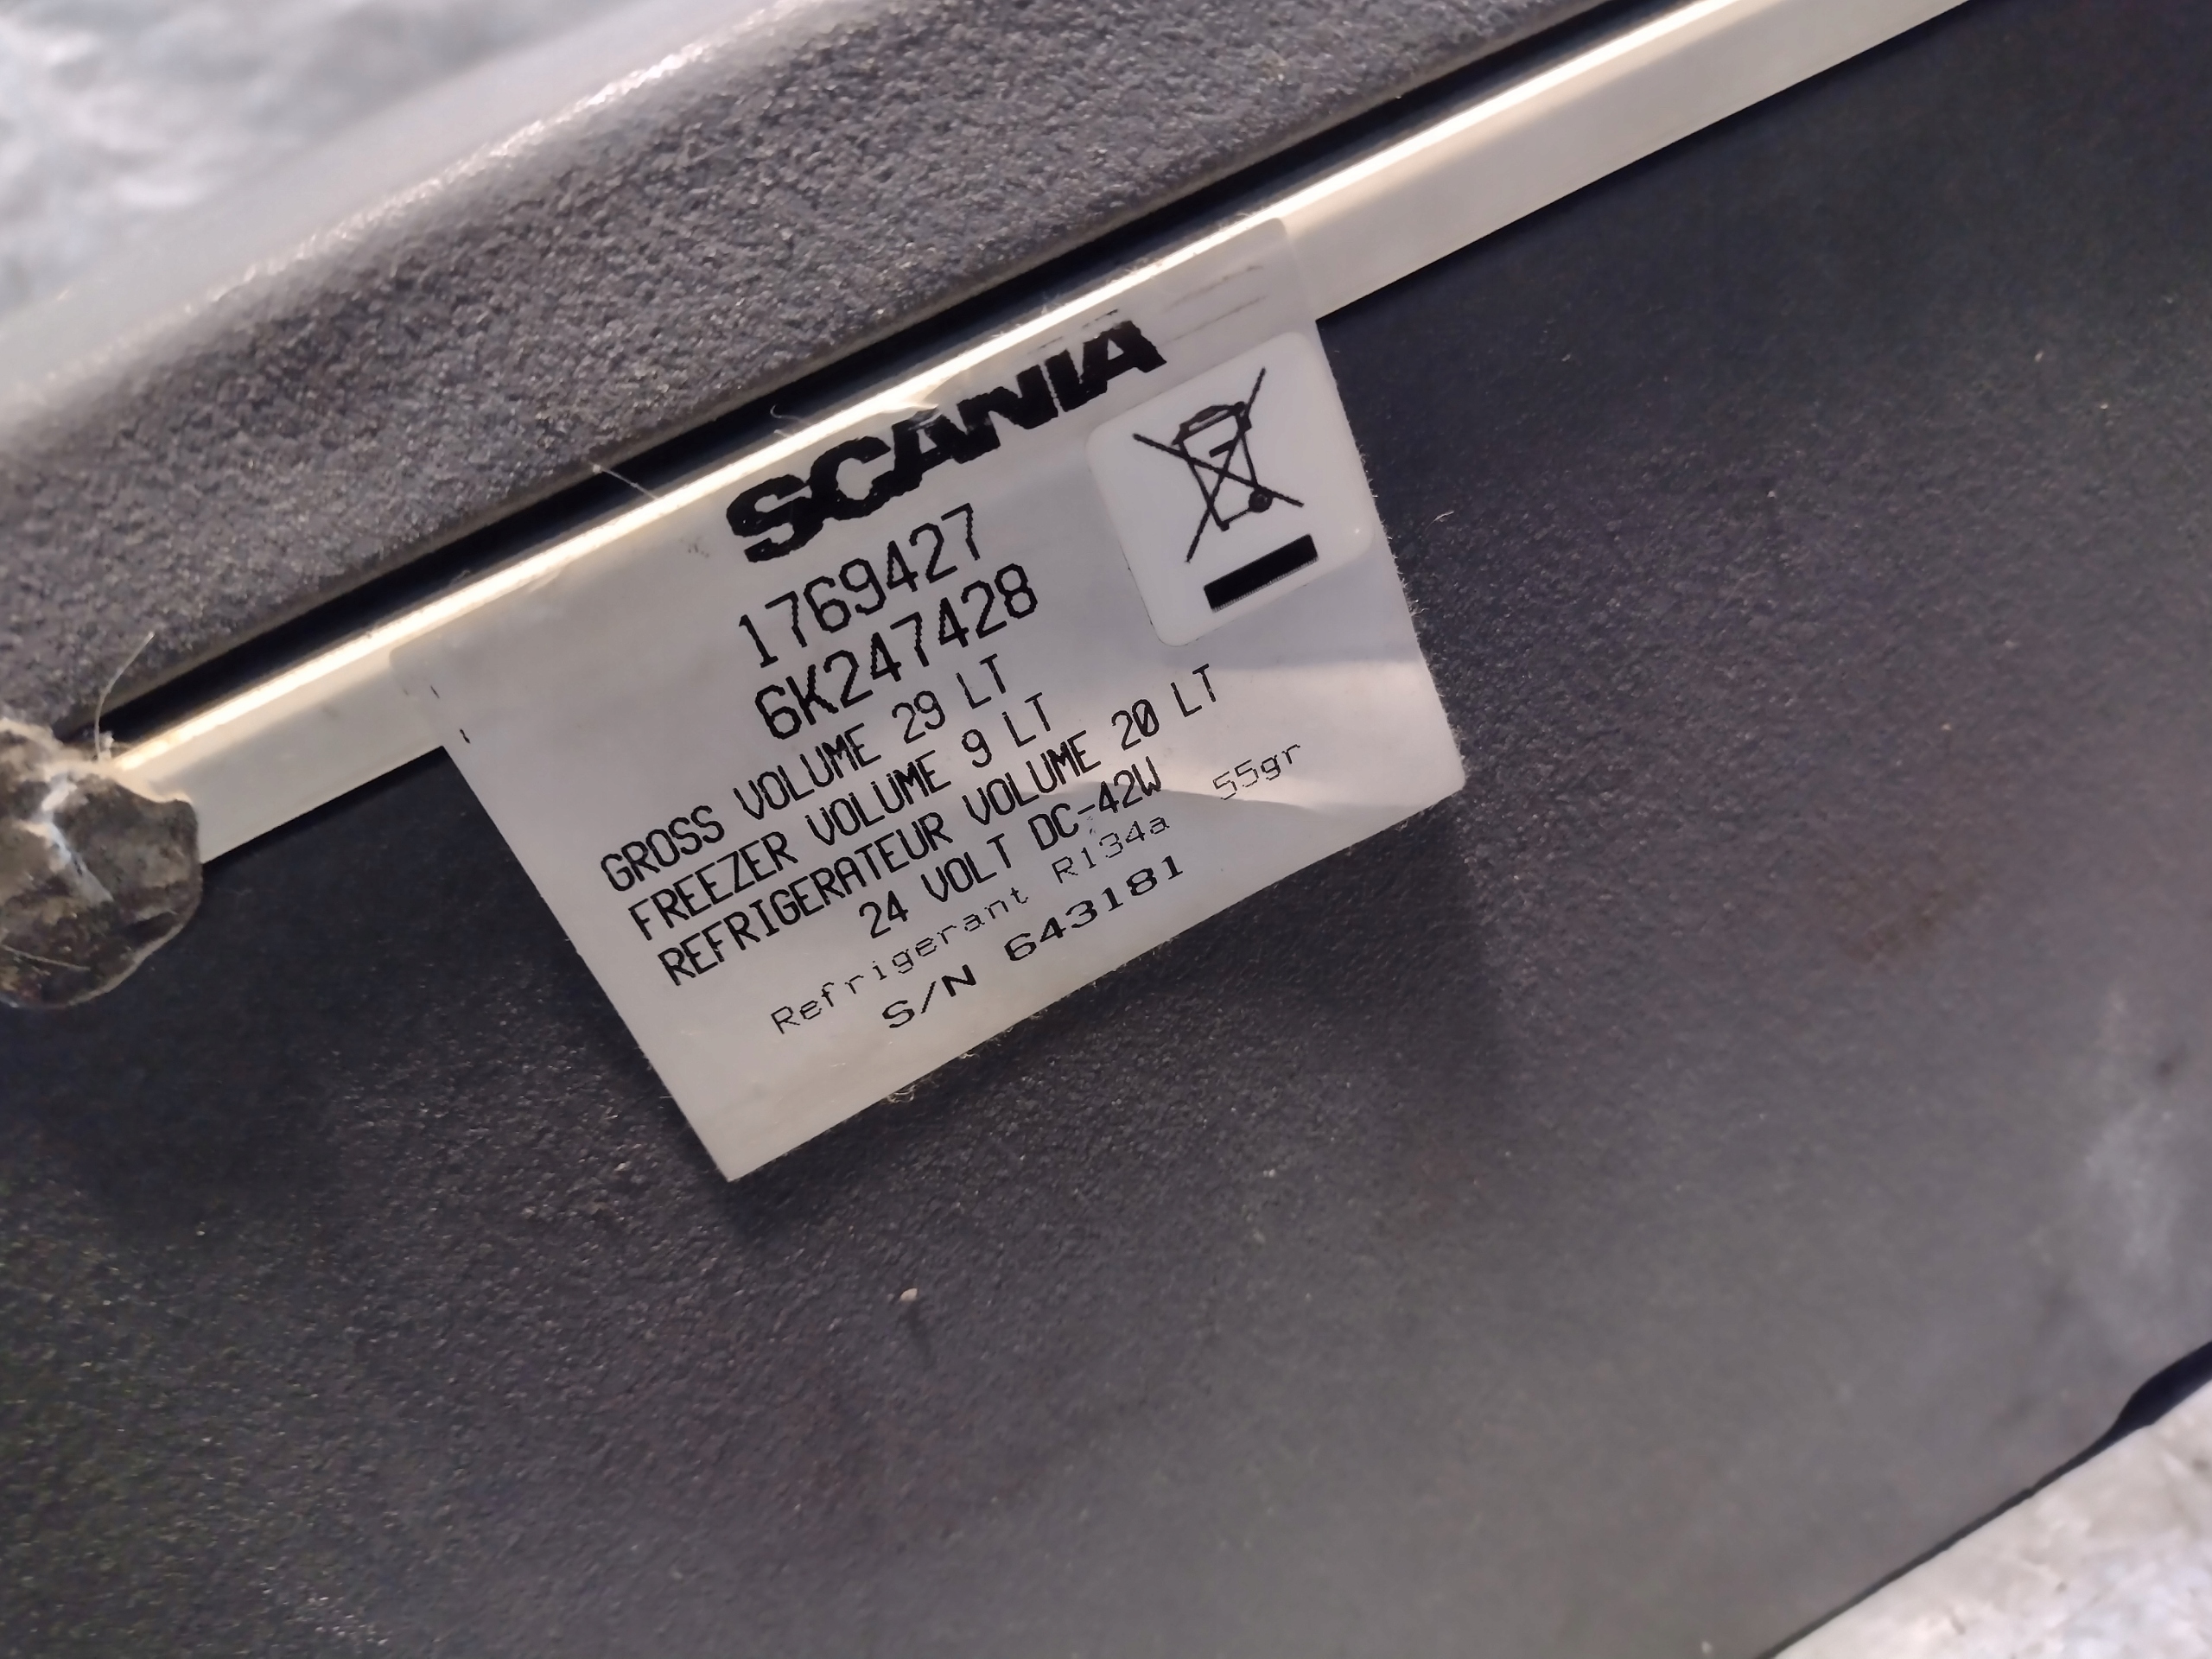 SCANIA
1769427
6K247428
GROSS VOLUME 29 LT
FREEZER VOLUME 9 LT
REFRIGERATEUR VOLUME 20 LT
24 VOLT DC-42W
Refrigerant R134a 55gr
S/N 643181